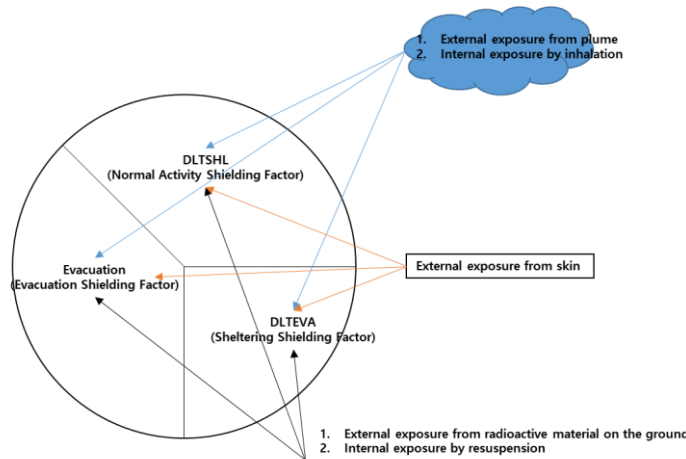 1. External exposure from plume
2. Internal exposure by inhalation
DLTSHL
(Normal Activity Shielding Factor)
Evacuation
(Evacuation Shielding Factor)
External exposure from skin
DLTEVA
(Sheltering Shielding Factor)
1. External exposure from radioactive material on the ground
2. Internal exposure by resuspension